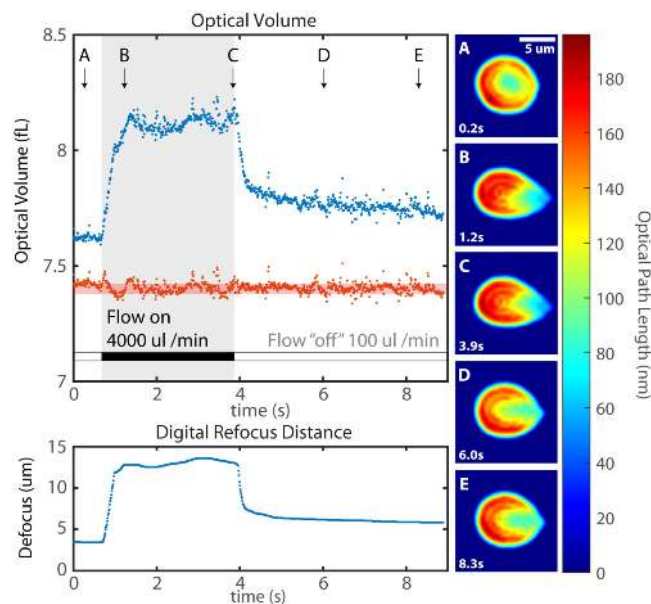 Optical Volume
8.5
8
7.5
7
Optical Volume (fL)
A B C D E
Flow on
4000 ul /min
Flow "off" 100 ul /min
0 2 4 6 8
time (s)
Digital Refocus Distance
15
10
5
0
Defocus (um)
0 2 4 6 8
time (s)
A
5 um
0.2s
B
1.2s
C
3.9s
D
6.0s
E
8.3s
180
160
140
120
100
80
60
40
20
0
Optical Path Length (nm)